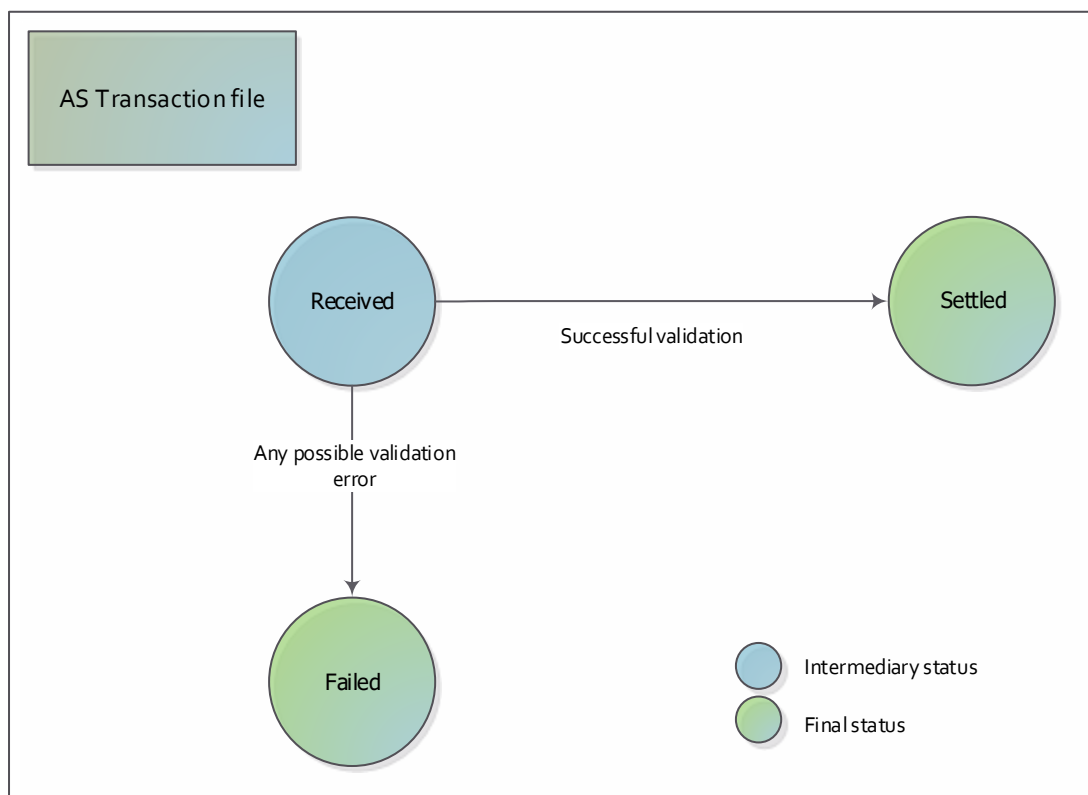 AS Transaction file
Received
Settled
Successful validation
Any possible validation
error
Failed
Intermediary status
Final status